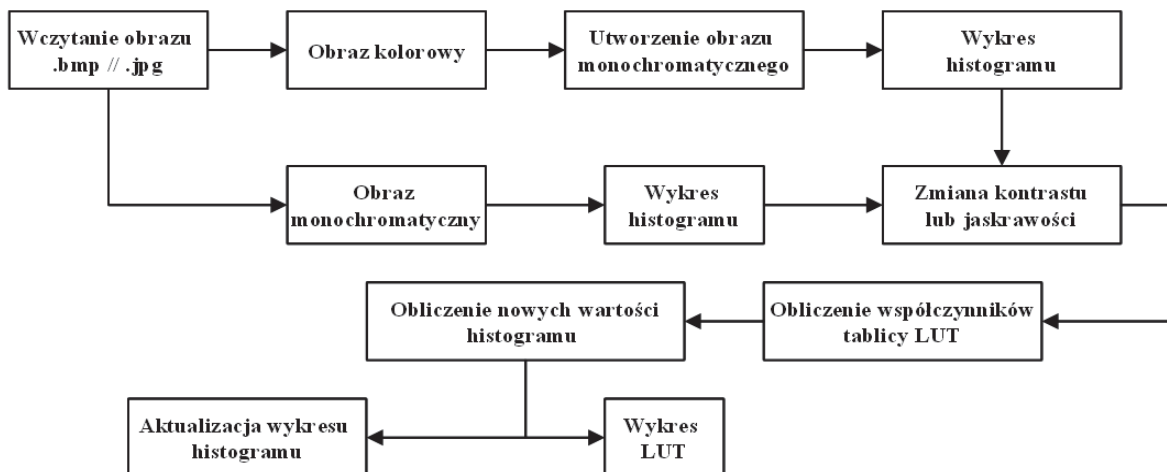 Wczytanie obrazu
.bmp // .jpg
Obraz kolorowy
Utworzenie obrazu
monochromatycznego
Wykres
histogramu
Obraz
monochromatyczny
Wykres
histogramu
Zmiana kontrastu
lub jaskrawości
Obliczenie nowych wartości
histogramu
Obliczenie współczynników
tablicy LUT
Aktualizacja wykresu
histogramu
Wykres
LUT